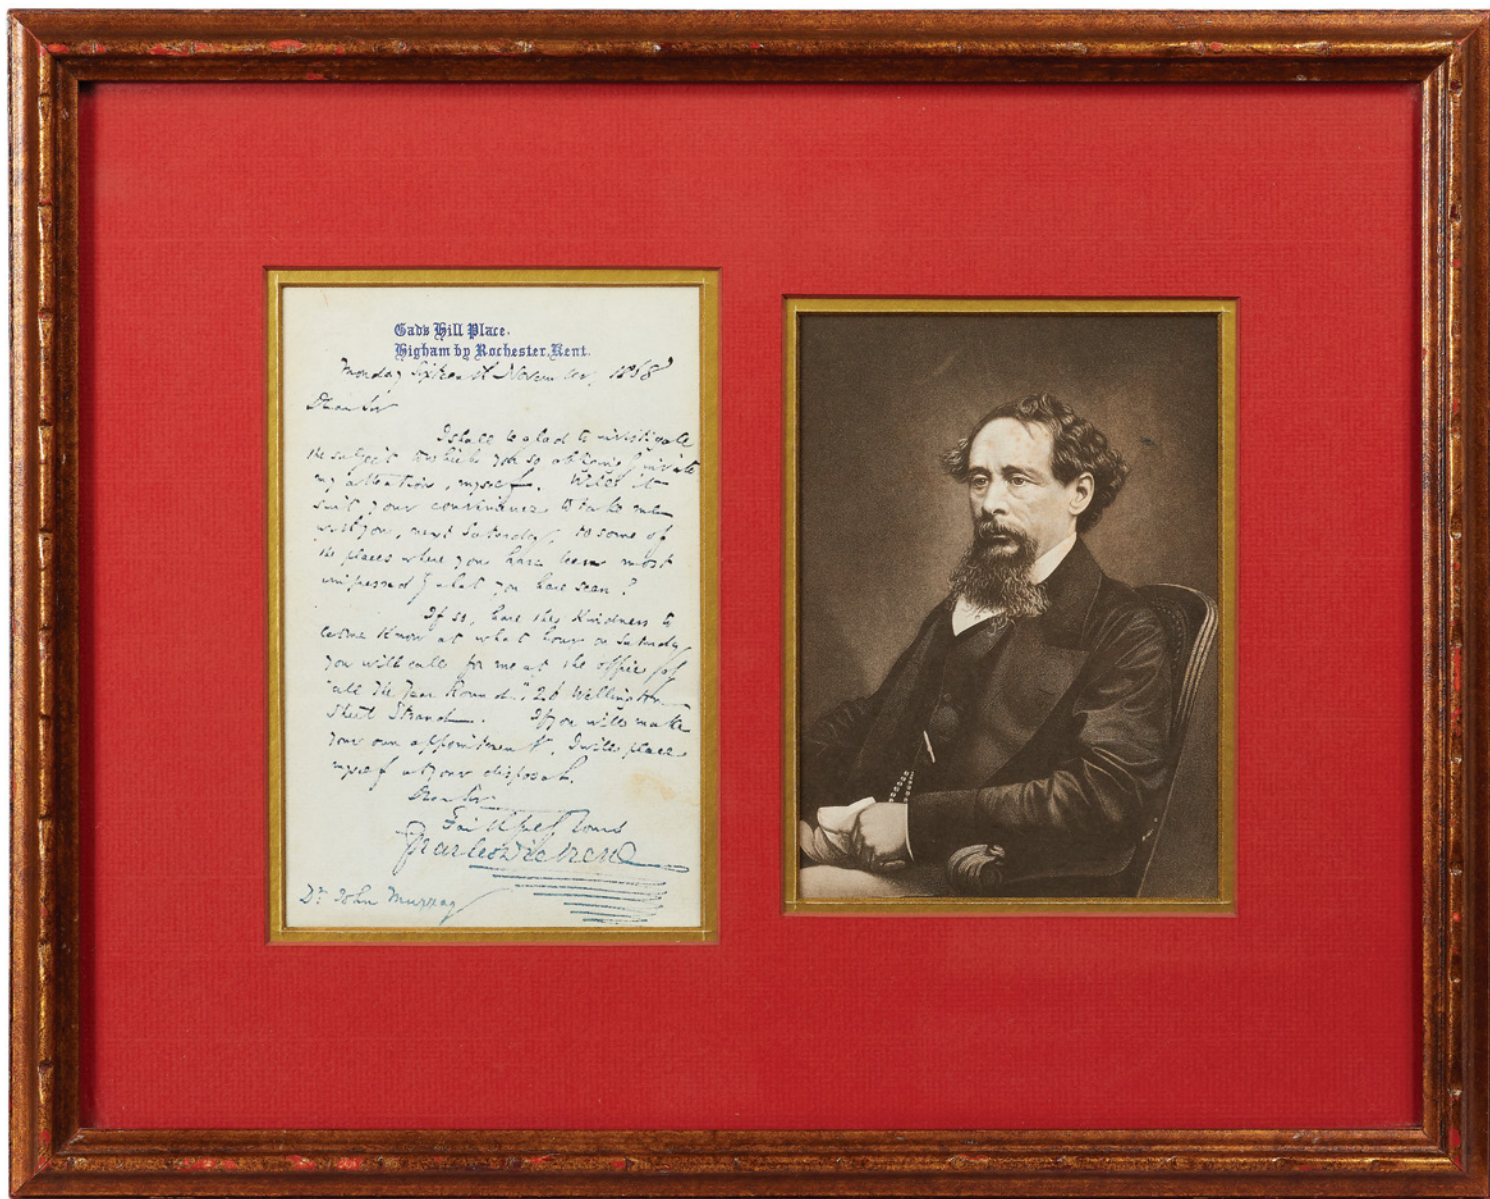 Gad's Hill Place.
Higham by Rochester, Kent.
Monday Sixteenth November, 1868
Dear Sir
I shall be glad to investigate
the subject to which you so obligingly invite
my attention, myself. Will it
suit your convenience to take me
with you, next Saturday, to some of
the places where you have been most
impressed by what you have seen?
If so, have the kindness to
let me know at what hour on Saturday
you will call for me at the office of
"all the Year Round." 26 Wellington
Street Strand. If you will make
your own appointment, I will place
myself at your disposal.
Dear Sir
Faithfully Yours
Charles Dickens
Dr. John Murray